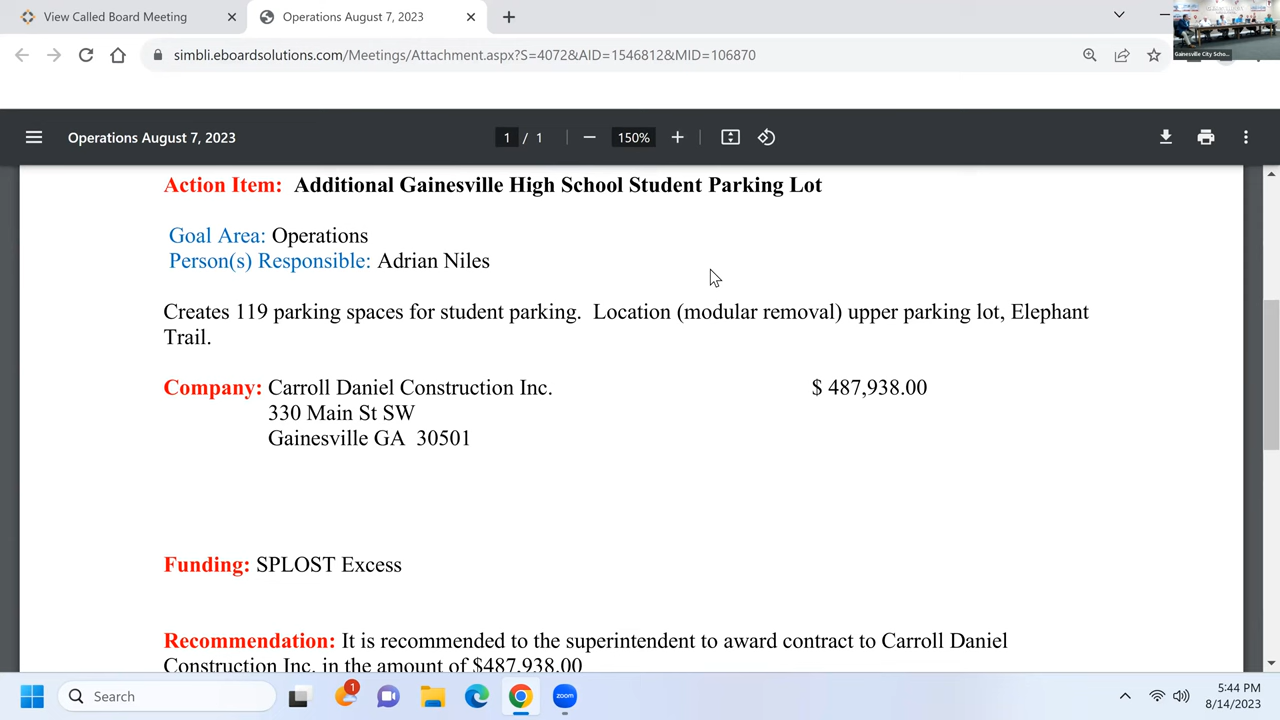 View Called Board Meeting
Operations August 7, 2023
simbli.eboardsolutions.com/Meetings/Attachment.aspx?S=4072&AID=1546812&MID=106870
Gainesville City Scho...
Operations August 7, 2023
1 / 1
150%
Action Item: Additional Gainesville High School Student Parking Lot
Goal Area: Operations
Person(s) Responsible: Adrian Niles
Creates 119 parking spaces for student parking. Location (modular removal) upper parking lot, Elephant
Trail.
Company: Carroll Daniel Construction Inc. $ 487,938.00
330 Main St SW
Gainesville GA 30501
Funding: SPLOST Excess
Recommendation: It is recommended to the superintendent to award contract to Carroll Daniel
Construction Inc. in the amount of $487,938.00
Search
1
zoom
5:44 PM
8/14/2023